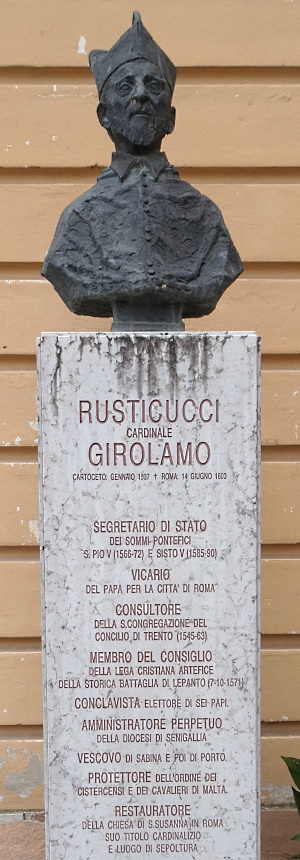 RUSTICUCCI
CARDINALE
GIROLAMO
CARTOCETO: GENNAIO 1537 † ROMA: 14 GIUGNO 1603
SEGRETARIO DI STATO
DEI SOMMI PONTEFICI
S. PIO V (1566-72) E SISTO V (1585-90)
VICARIO
DEL PAPA PER LA CITTA' DI ROMA
CONSULTORE
DELLA S.CONGREGAZIONE DEL
CONCILIO DI TRENTO (1545-63)
MEMBRO DEL CONSIGLIO
DELLA LEGA CRISTIANA ARTEFICE
DELLA STORICA BATTAGLIA DI LEPANTO (7-10-1571)
CONCLAVISTA ELETTORE DI SEI PAPI.
AMMINISTRATORE PERPETUO
DELLA DIOCESI DI SENIGALLIA
VESCOVO DI SABINA E POI DI PORTO.
PROTETTORE DELL'ORDINE DEI
CISTERCENSI E DEI CAVALIERI DI MALTA.
RESTAURATORE
DELLA CHIESA DI S.SUSANNA IN ROMA
SUO TITOLO CARDINALIZIO
E LUOGO DI SEPOLTURA